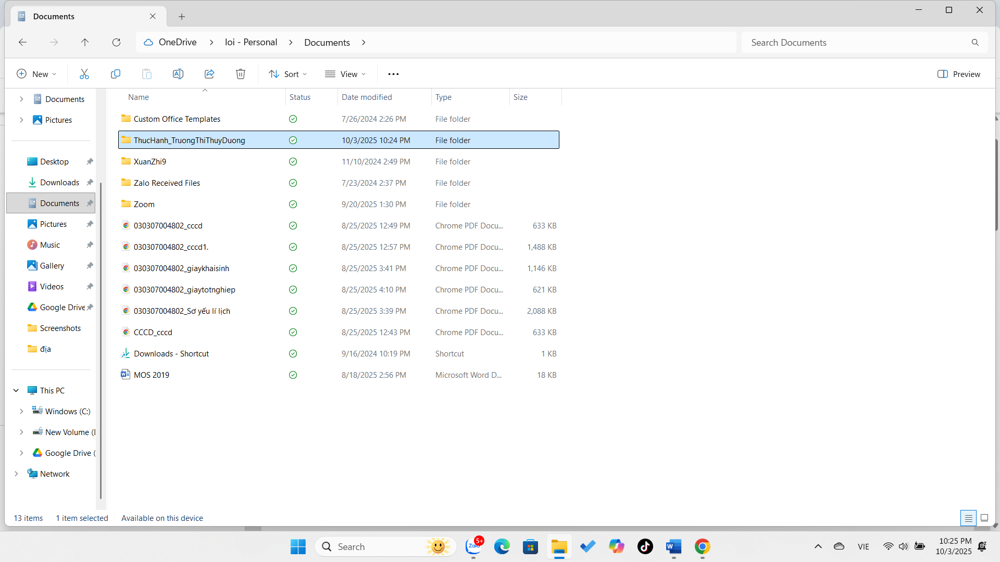 Documents
OneDrive loi - Personal Documents
Search Documents
New Sort View Preview
Name Status Date modified Type Size
Custom Office Templates 7/26/2024 2:26 PM File folder
ThucHanh_TruongThiThuyDuong 10/3/2025 10:24 PM File folder
XuanZhi9 11/10/2024 2:49 PM File folder
Zalo Received Files 7/23/2024 2:37 PM File folder
Zoom 9/20/2025 1:30 PM File folder
030307004802_cccd 8/25/2025 12:49 PM Chrome PDF Docu... 633 KB
030307004802_cccd1. 8/25/2025 12:57 PM Chrome PDF Docu... 1,488 KB
030307004802_giaykhaisinh 8/25/2025 3:41 PM Chrome PDF Docu... 1,146 KB
030307004802_giaytotnghiep 8/25/2025 4:10 PM Chrome PDF Docu... 621 KB
030307004802_Sơ yếu lí lịch 8/25/2025 3:39 PM Chrome PDF Docu... 2,088 KB
CCCD_cccd 8/25/2025 12:43 PM Chrome PDF Docu... 633 KB
Downloads - Shortcut 9/16/2024 10:19 PM Shortcut 1 KB
MOS 2019 8/18/2025 2:56 PM Microsoft Word D... 18 KB
Documents
Pictures
Desktop
Downloads
Documents
Pictures
Music
Gallery
Videos
Google Drive
Screenshots
địa
This PC
Windows (C:)
New Volume (
Google Drive (
Network
13 items 1 item selected Available on this device
Search
Zalo
5+
VIE
10:25 PM
10/3/2025